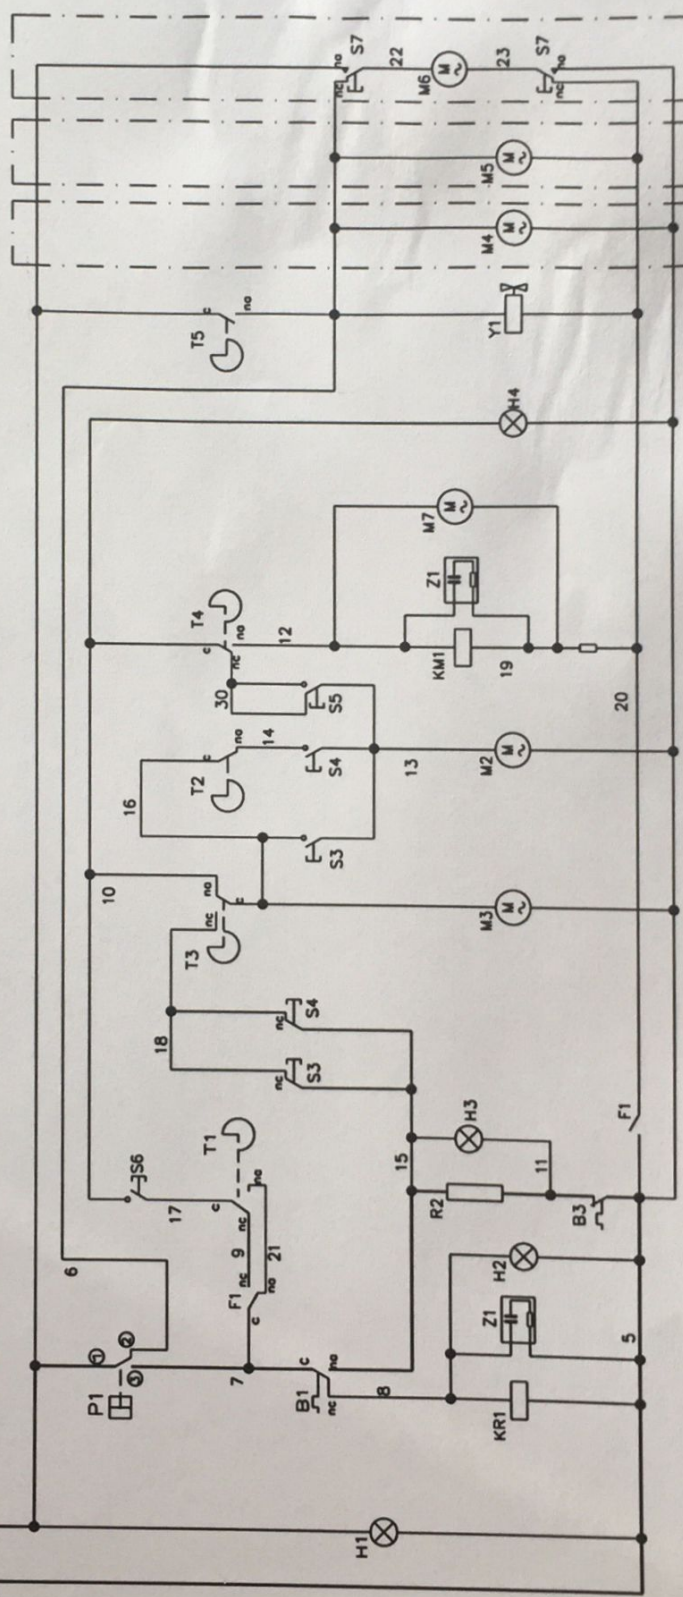 S7
22
23
S7
no
no
nc
nc
M
M6
M
M5
M
M4
c
no
T5
Y1
H4
M
M7
T4
Z1
c
no
12
nc
KM1
19
30
S5
20
no
14
c
T2
S4
16
13
M
M2
S3
10
no
nc
c
T3
M
M3
nc
S4
18
nc
S3
T1
H3
F1
S6
no
15
11
17
c
R2
B3
nc
9
21
6
H2
F1
nc
no
c
Z1
1
2
3
5
P1
7
c
no
B1
nc
8
KR1
H1